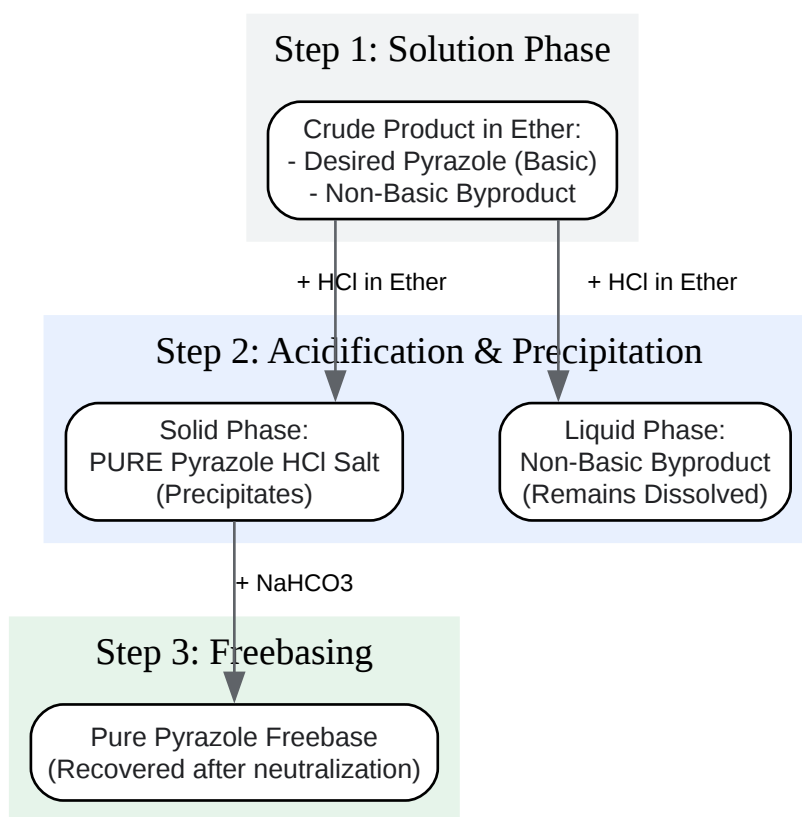 Step 1: Solution Phase
Crude Product in Ether:
- Desired Pyrazole (Basic)
- Non-Basic Byproduct
+ HCl in Ether
+ HCl in Ether
Step 2: Acidification & Precipitation
Solid Phase:
PURE Pyrazole HCl Salt
(Precipitates)
Liquid Phase:
Non-Basic Byproduct
(Remains Dissolved)
+ NaHCO3
Step 3: Freebasing
Pure Pyrazole Freebase
(Recovered after neutralization)